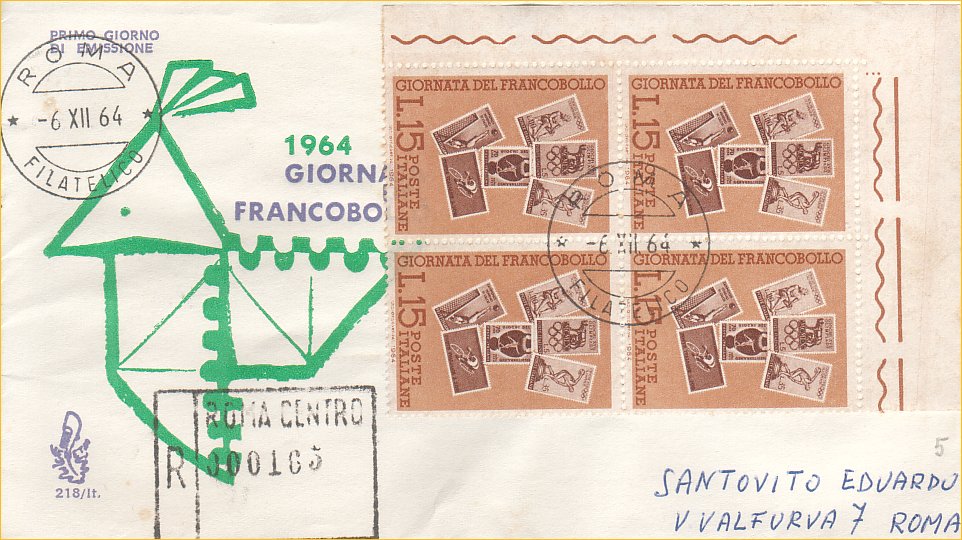 PRIMO GIORNO
DI EMISSIONE
ROMA
-6 XII 64
FILATELICO
1964
GIORNA
FRANCOBO
GIORNATA DEL FRANCOBOLLO
L.15
POSTE
ITALIANE
GIORNATA DEL FRANCOBOLLO
L.15
POSTE
ITALIANE
ROMA
-6 XII 64
FILATELICO
GIORNATA DEL FRANCOBOLLO
L.15
POSTE
ITALIANE
GIORNATA DEL FRANCOBOLLO
L.15
POSTE
ITALIANE
ROMA CENTRO
R
218/It.
5
SANTOVITO EDUARDO
V VALFURVA 7 ROMA